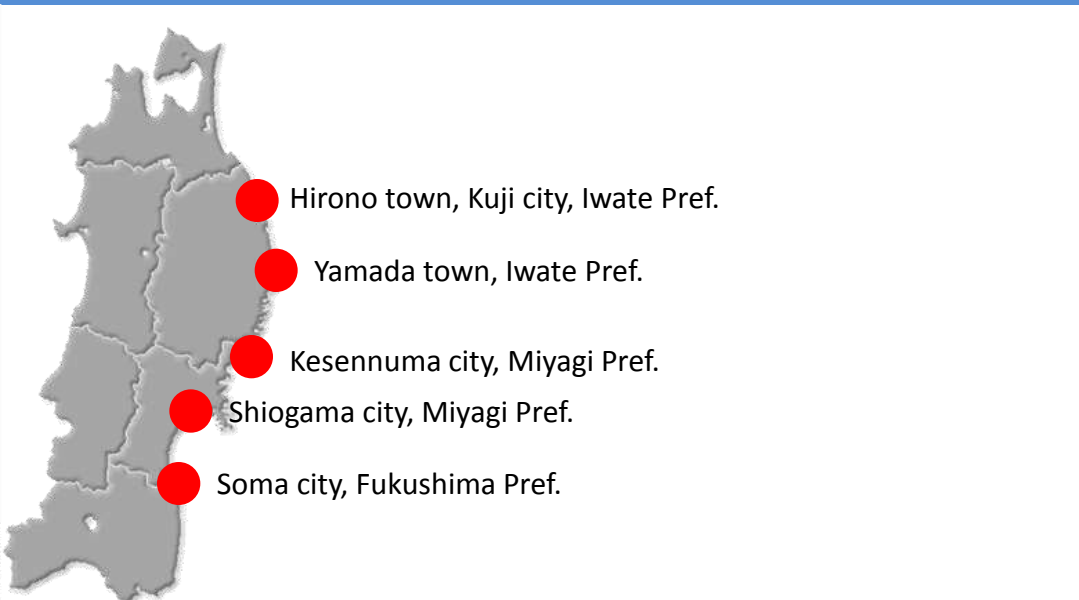 Hirono town, Kuji city, Iwate Pref.
Yamada town, Iwate Pref.
Kesennuma city, Miyagi Pref.
Shiogama city, Miyagi Pref.
Soma city, Fukushima Pref.